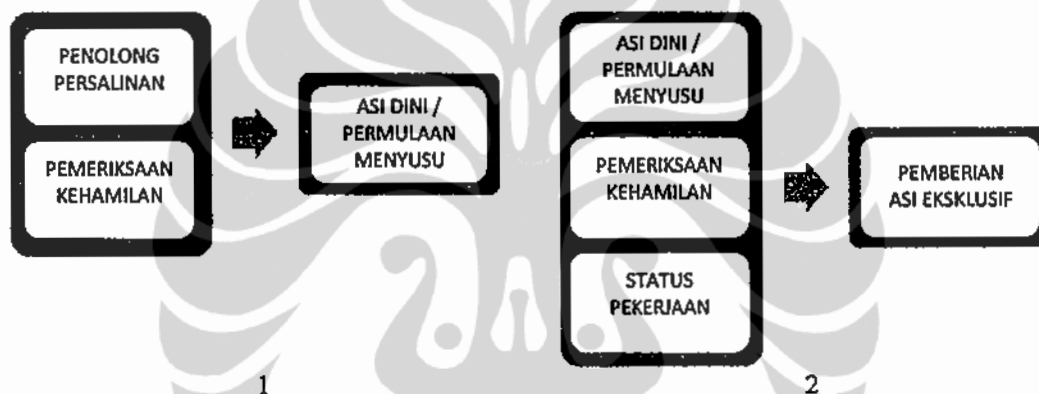 PENOLONG
PERSALINAN
PEMERIKSAAN
KEHAMILAN
ASI DINI /
PERMULAAN
MENYUSU
1
ASI DINI /
PERMULAAN
MENYUSU
PEMERIKSAAN
KEHAMILAN
STATUS
PEKERJAAN
PEMBERIAN
ASI EKSKLUSIF
2